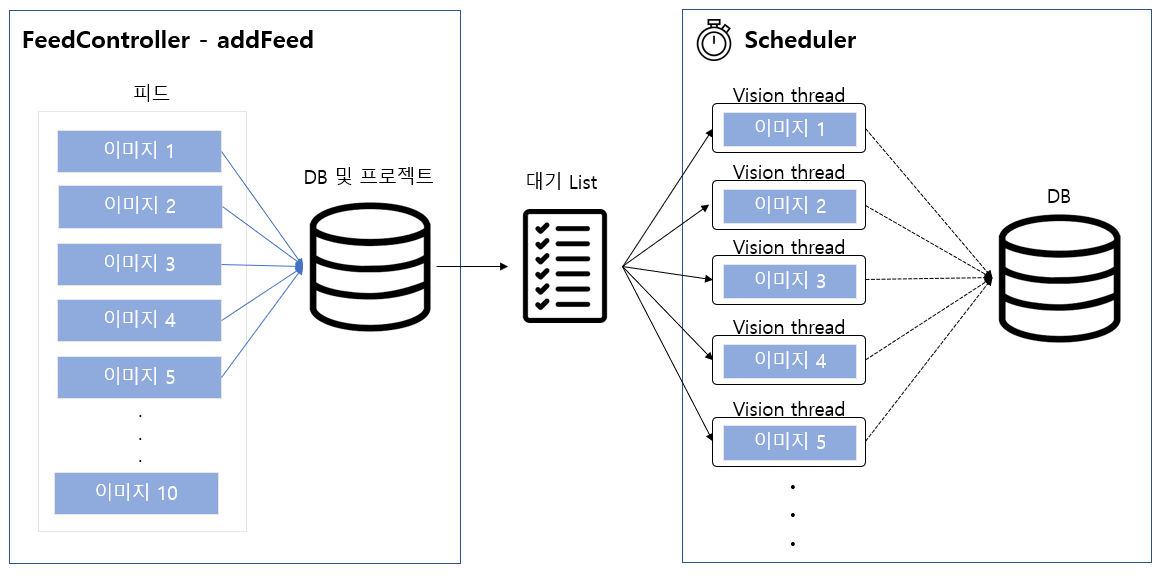 FeedController - addFeed
피드
이미지 1
이미지 2
이미지 3
이미지 4
이미지 5
.
.
.
이미지 10
DB 및 프로젝트
대기 List
Scheduler
Vision thread
이미지 1
Vision thread
이미지 2
Vision thread
이미지 3
Vision thread
이미지 4
Vision thread
이미지 5
.
.
.
DB